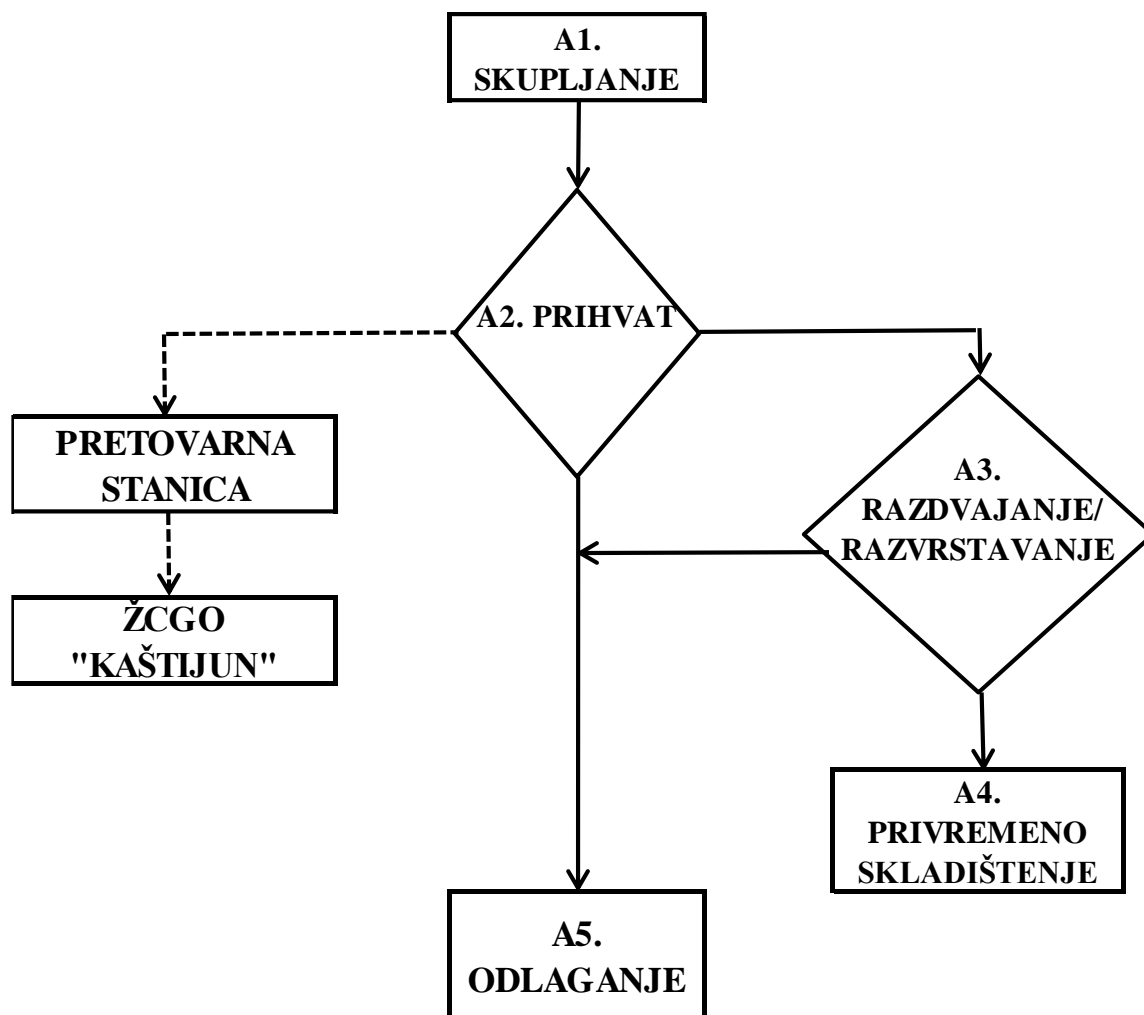 A1.
SKUPLJANJE
A2. PRIHVAT
PRETOVARNA
STANICA
A3.
RAZDVAJANJE/
RAZVRSTAVANJE
ŽCGO
"KAŠTIJUN"
A4.
PRIVREMENO
SKLADIŠTENJE
A5.
ODLAGANJE